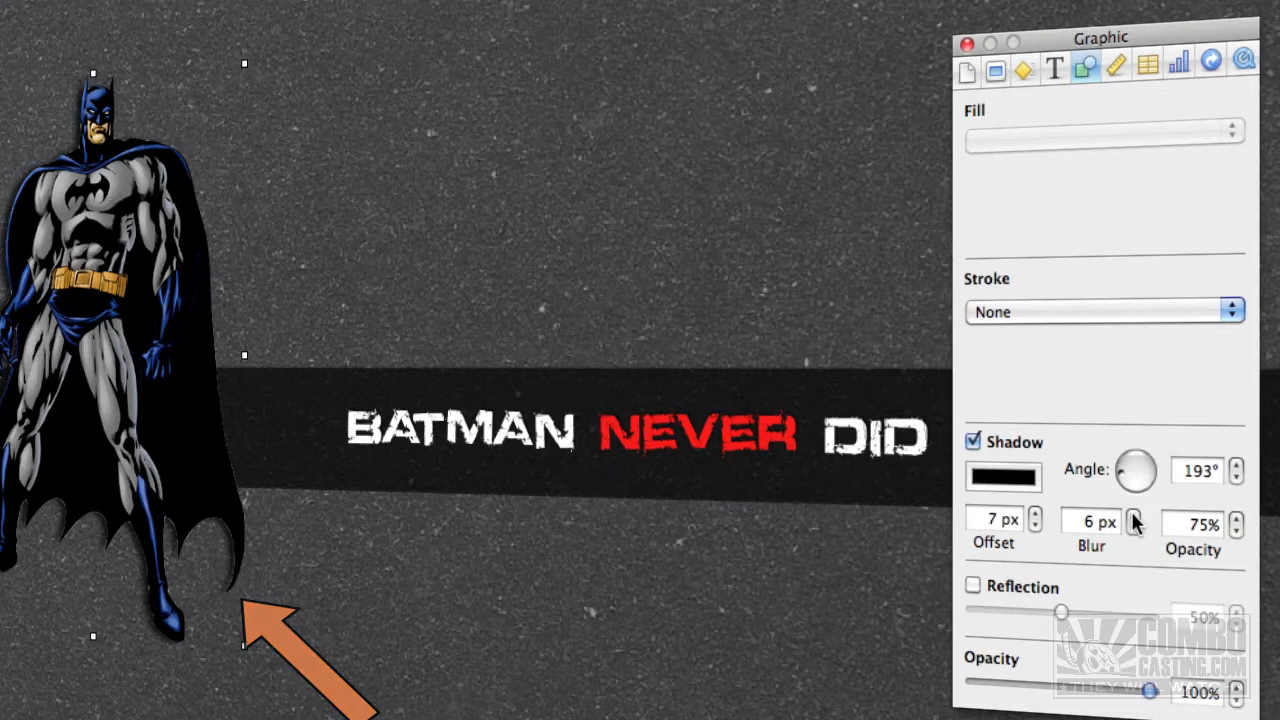 Graphic
T
Fill
Stroke
None
BATMAN NEVER DID
Shadow
Angle: 193°
7 px 6 px 75%
Offset Blur Opacity
Reflection
50%
COMBO
CASTING.COM
Opacity
100%